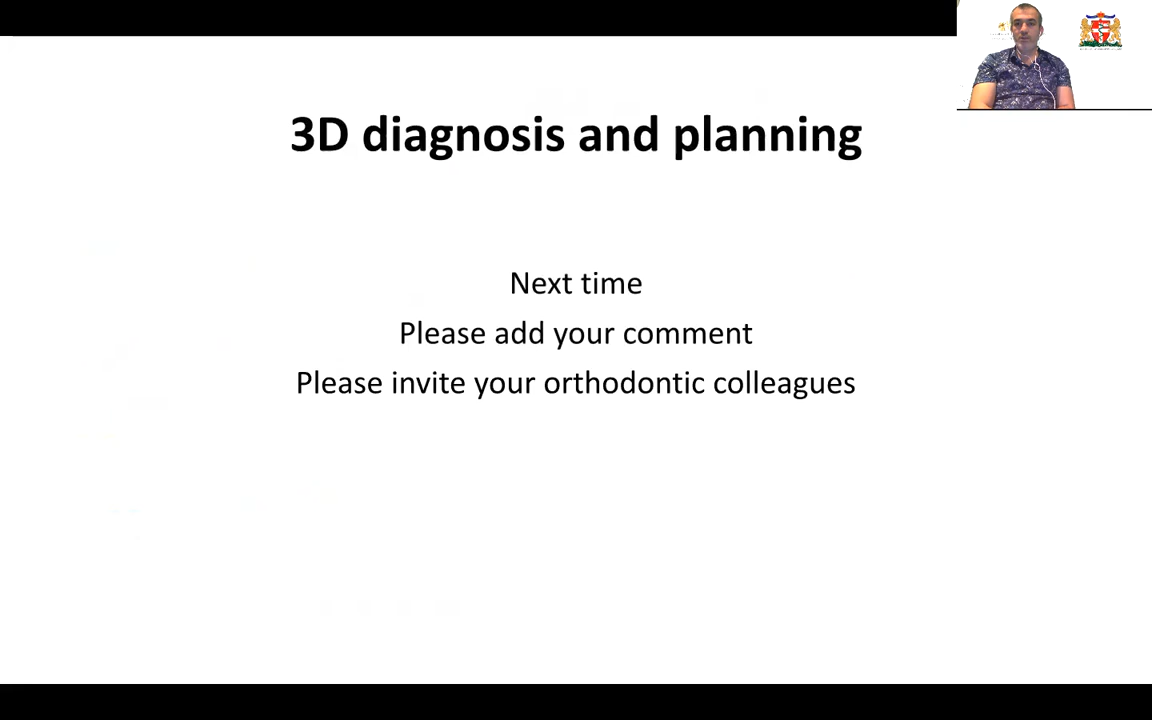 3D diagnosis and planning
Next time
Please add your comment
Please invite your orthodontic colleagues